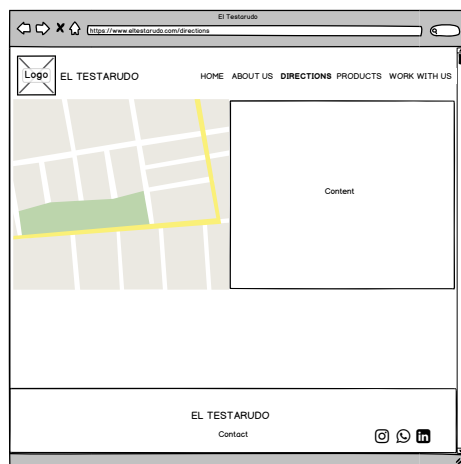 El Testarudo
https://www.eltestarudo.com/directions
Logo EL TESTARUDO HOME ABOUT US DIRECTIONS PRODUCTS WORK WITH US
Content
EL TESTARUDO
Contact
in